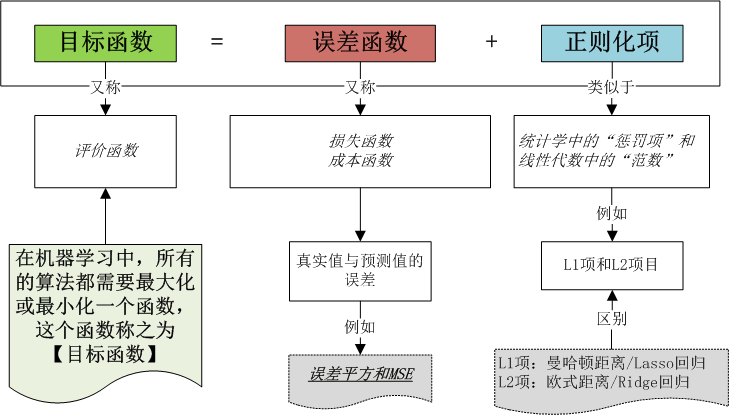 目标函数 = 误差函数 + 正则化项
又称
又称
类似于
评价函数
损失函数
成本函数
统计学中的“惩罚项”和
线性代数中的“范数”
例如
在机器学习中，所有
的算法都需要最大化
或最小化一个函数，
这个函数称之为
【目标函数】
真实值与预测值的
误差
L1项和L2项目
例如
区别
误差平方和MSE
L1项：曼哈顿距离/Lasso回归
L2项：欧式距离/Ridge回归